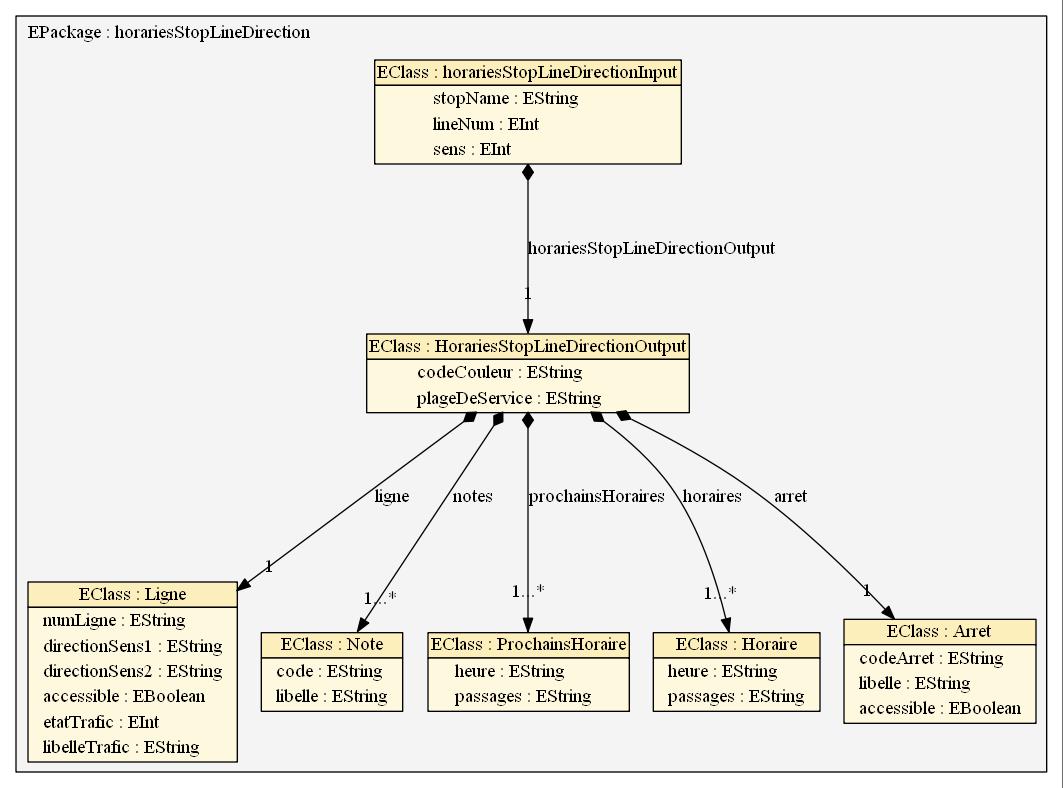 EPackage : horariesStopLineDirection
EClass : horariesStopLineDirectionInput
stopName : EString
lineNum : EInt
sens : EInt
horariesStopLineDirectionOutput
1
EClass : HorariesStopLineDirectionOutput
codeCouleur : EString
plageDeService : EString
ligne
notes
prochainsHoraires
horaires
arret
1
1...*
1...*
1...*
1
EClass : Ligne
numLigne : EString
directionSens1 : EString
directionSens2 : EString
accessible : EBoolean
etatTrafic : EInt
libelleTrafic : EString
EClass : Note
code : EString
libelle : EString
EClass : ProchainsHoraire
heure : EString
passages : EString
EClass : Horaire
heure : EString
passages : EString
EClass : Arret
codeArret : EString
libelle : EString
accessible : EBoolean